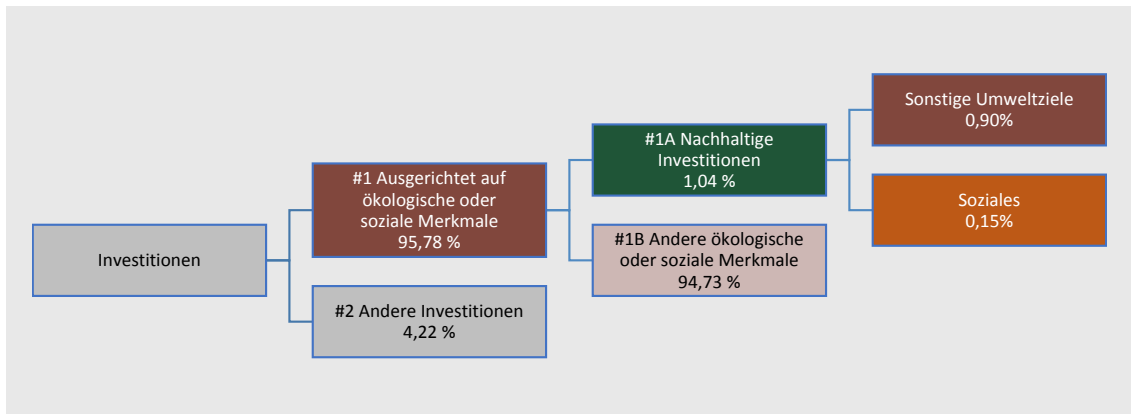 Investitionen
#1 Ausgerichtet auf
ökologische oder
soziale Merkmale
95,78 %
#2 Andere Investitionen
4,22 %
#1A Nachhaltige
Investitionen
1,04 %
#1B Andere ökologische
oder soziale Merkmale
94,73 %
Sonstige Umweltziele
0,90%
Soziales
0,15%